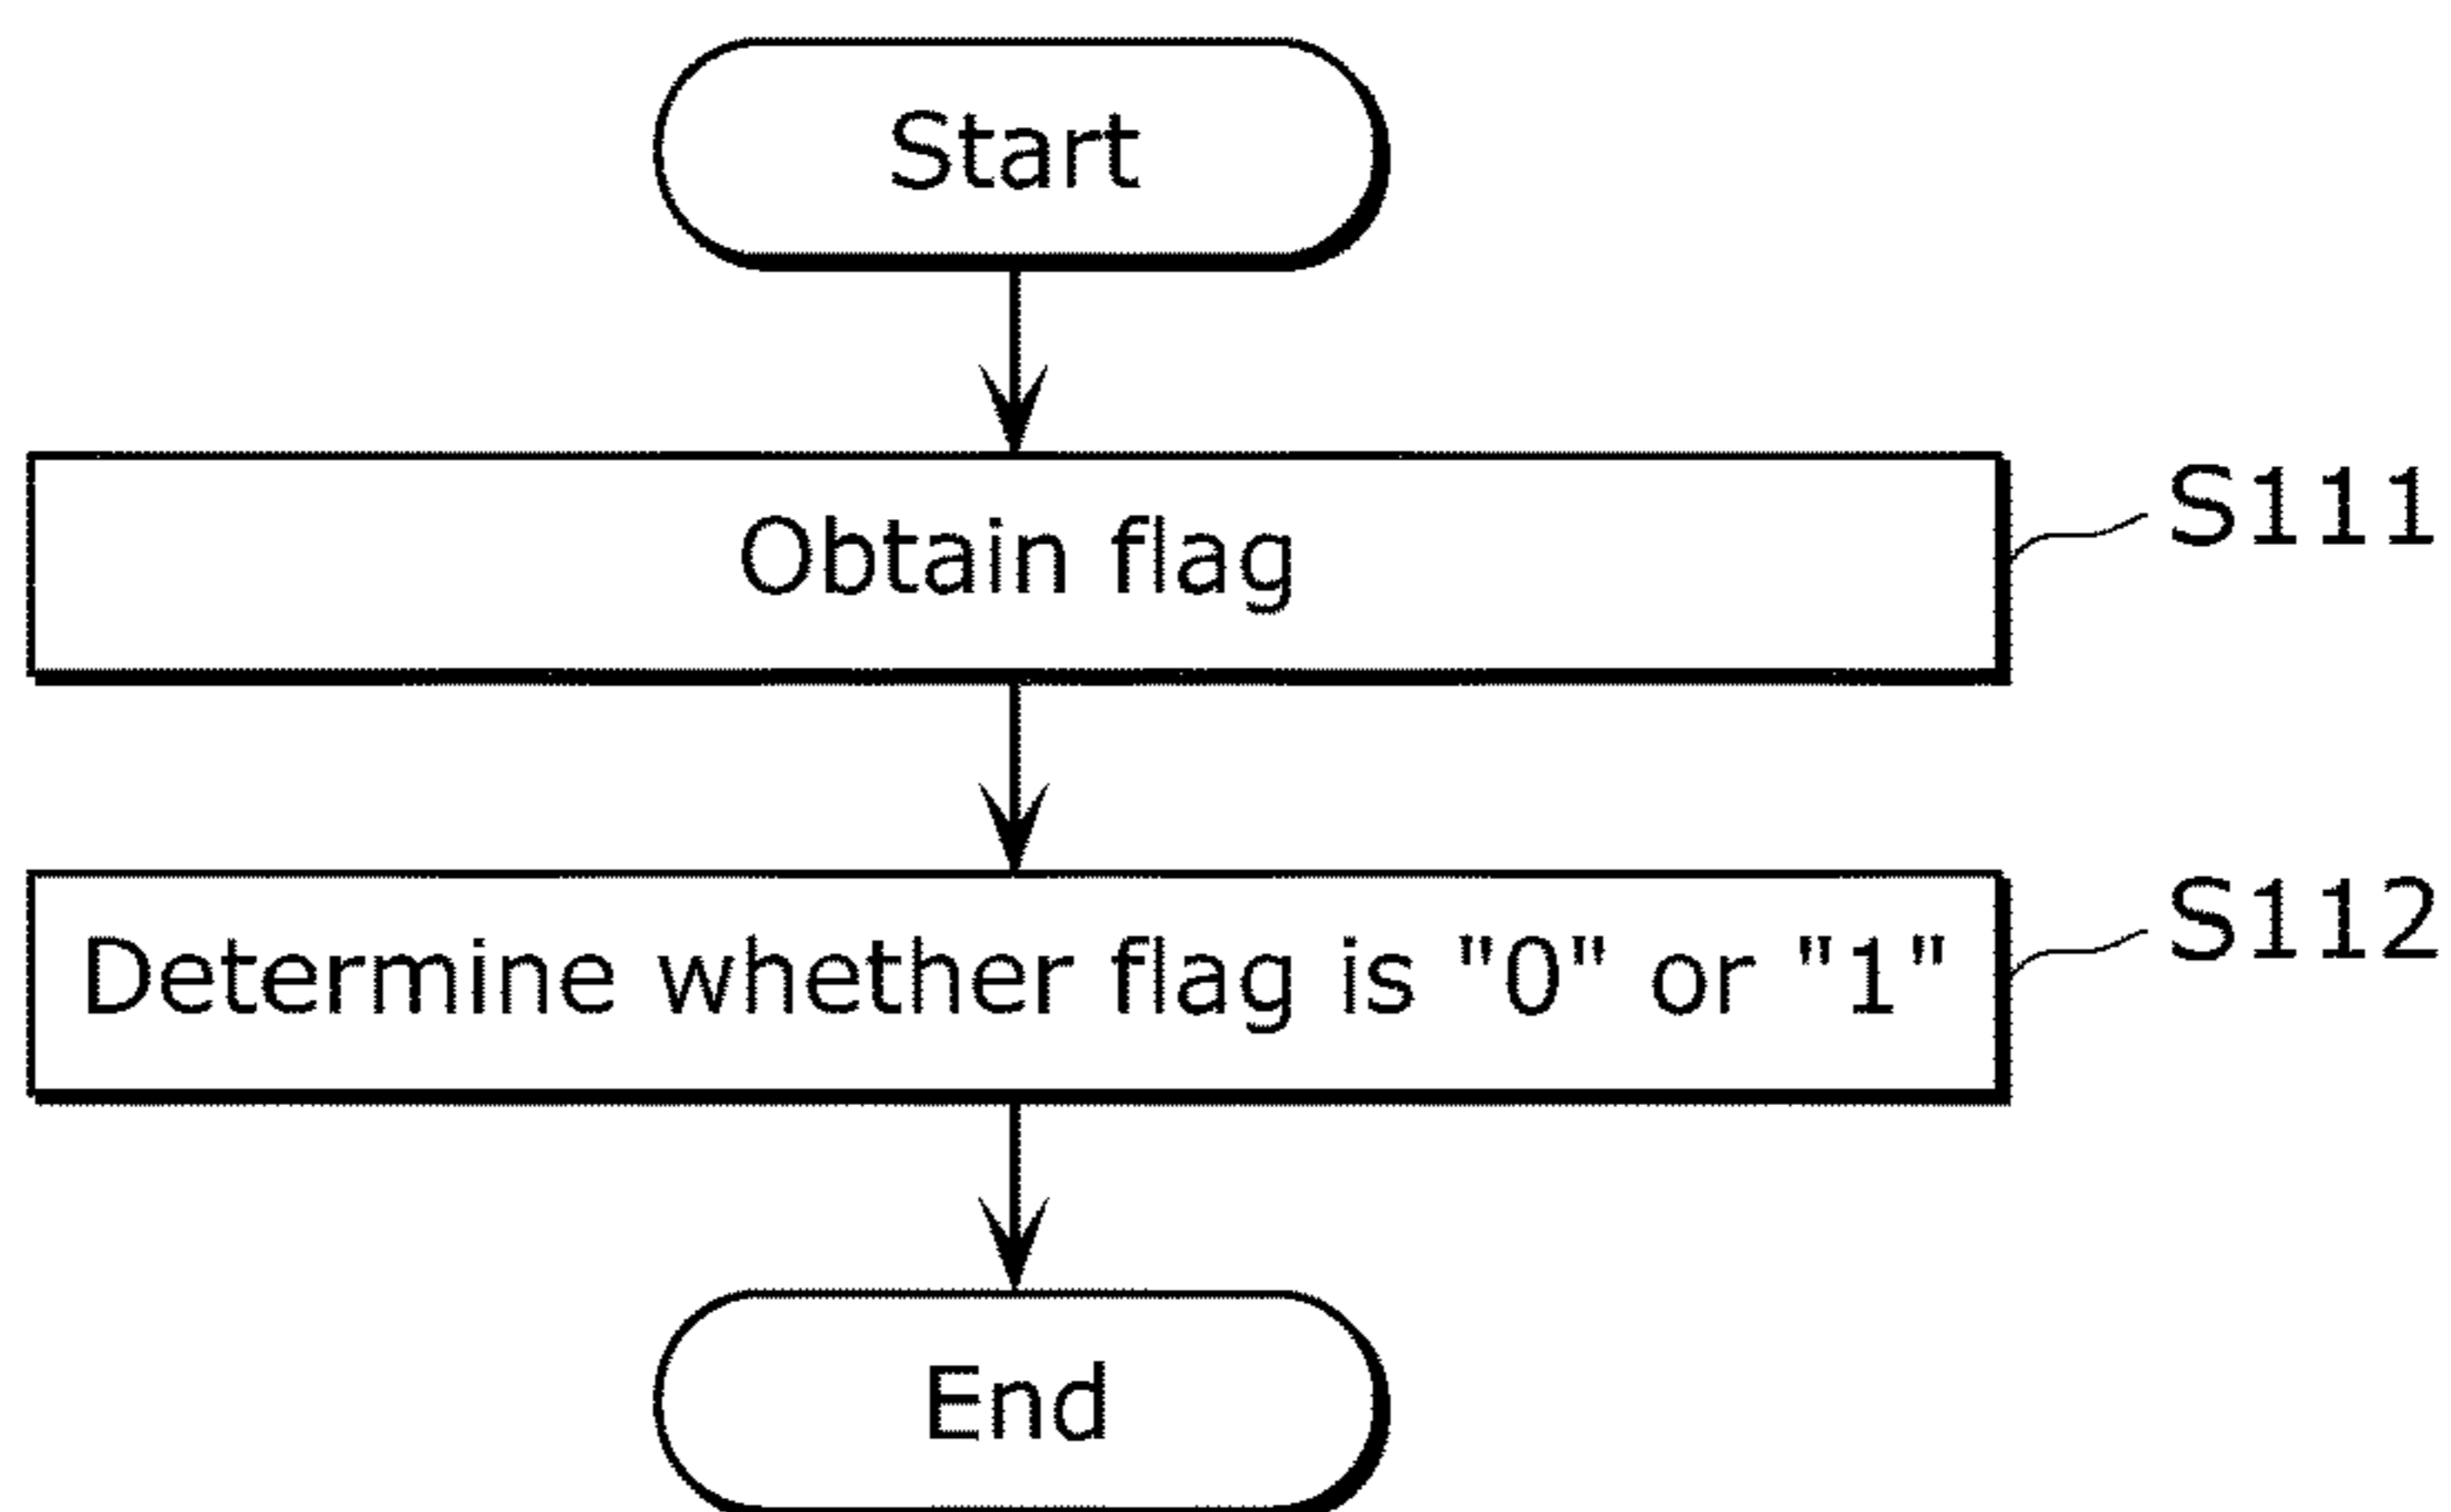 Start
Obtain flag
S111
Determine whether flag is "0" or "1"
S112
End